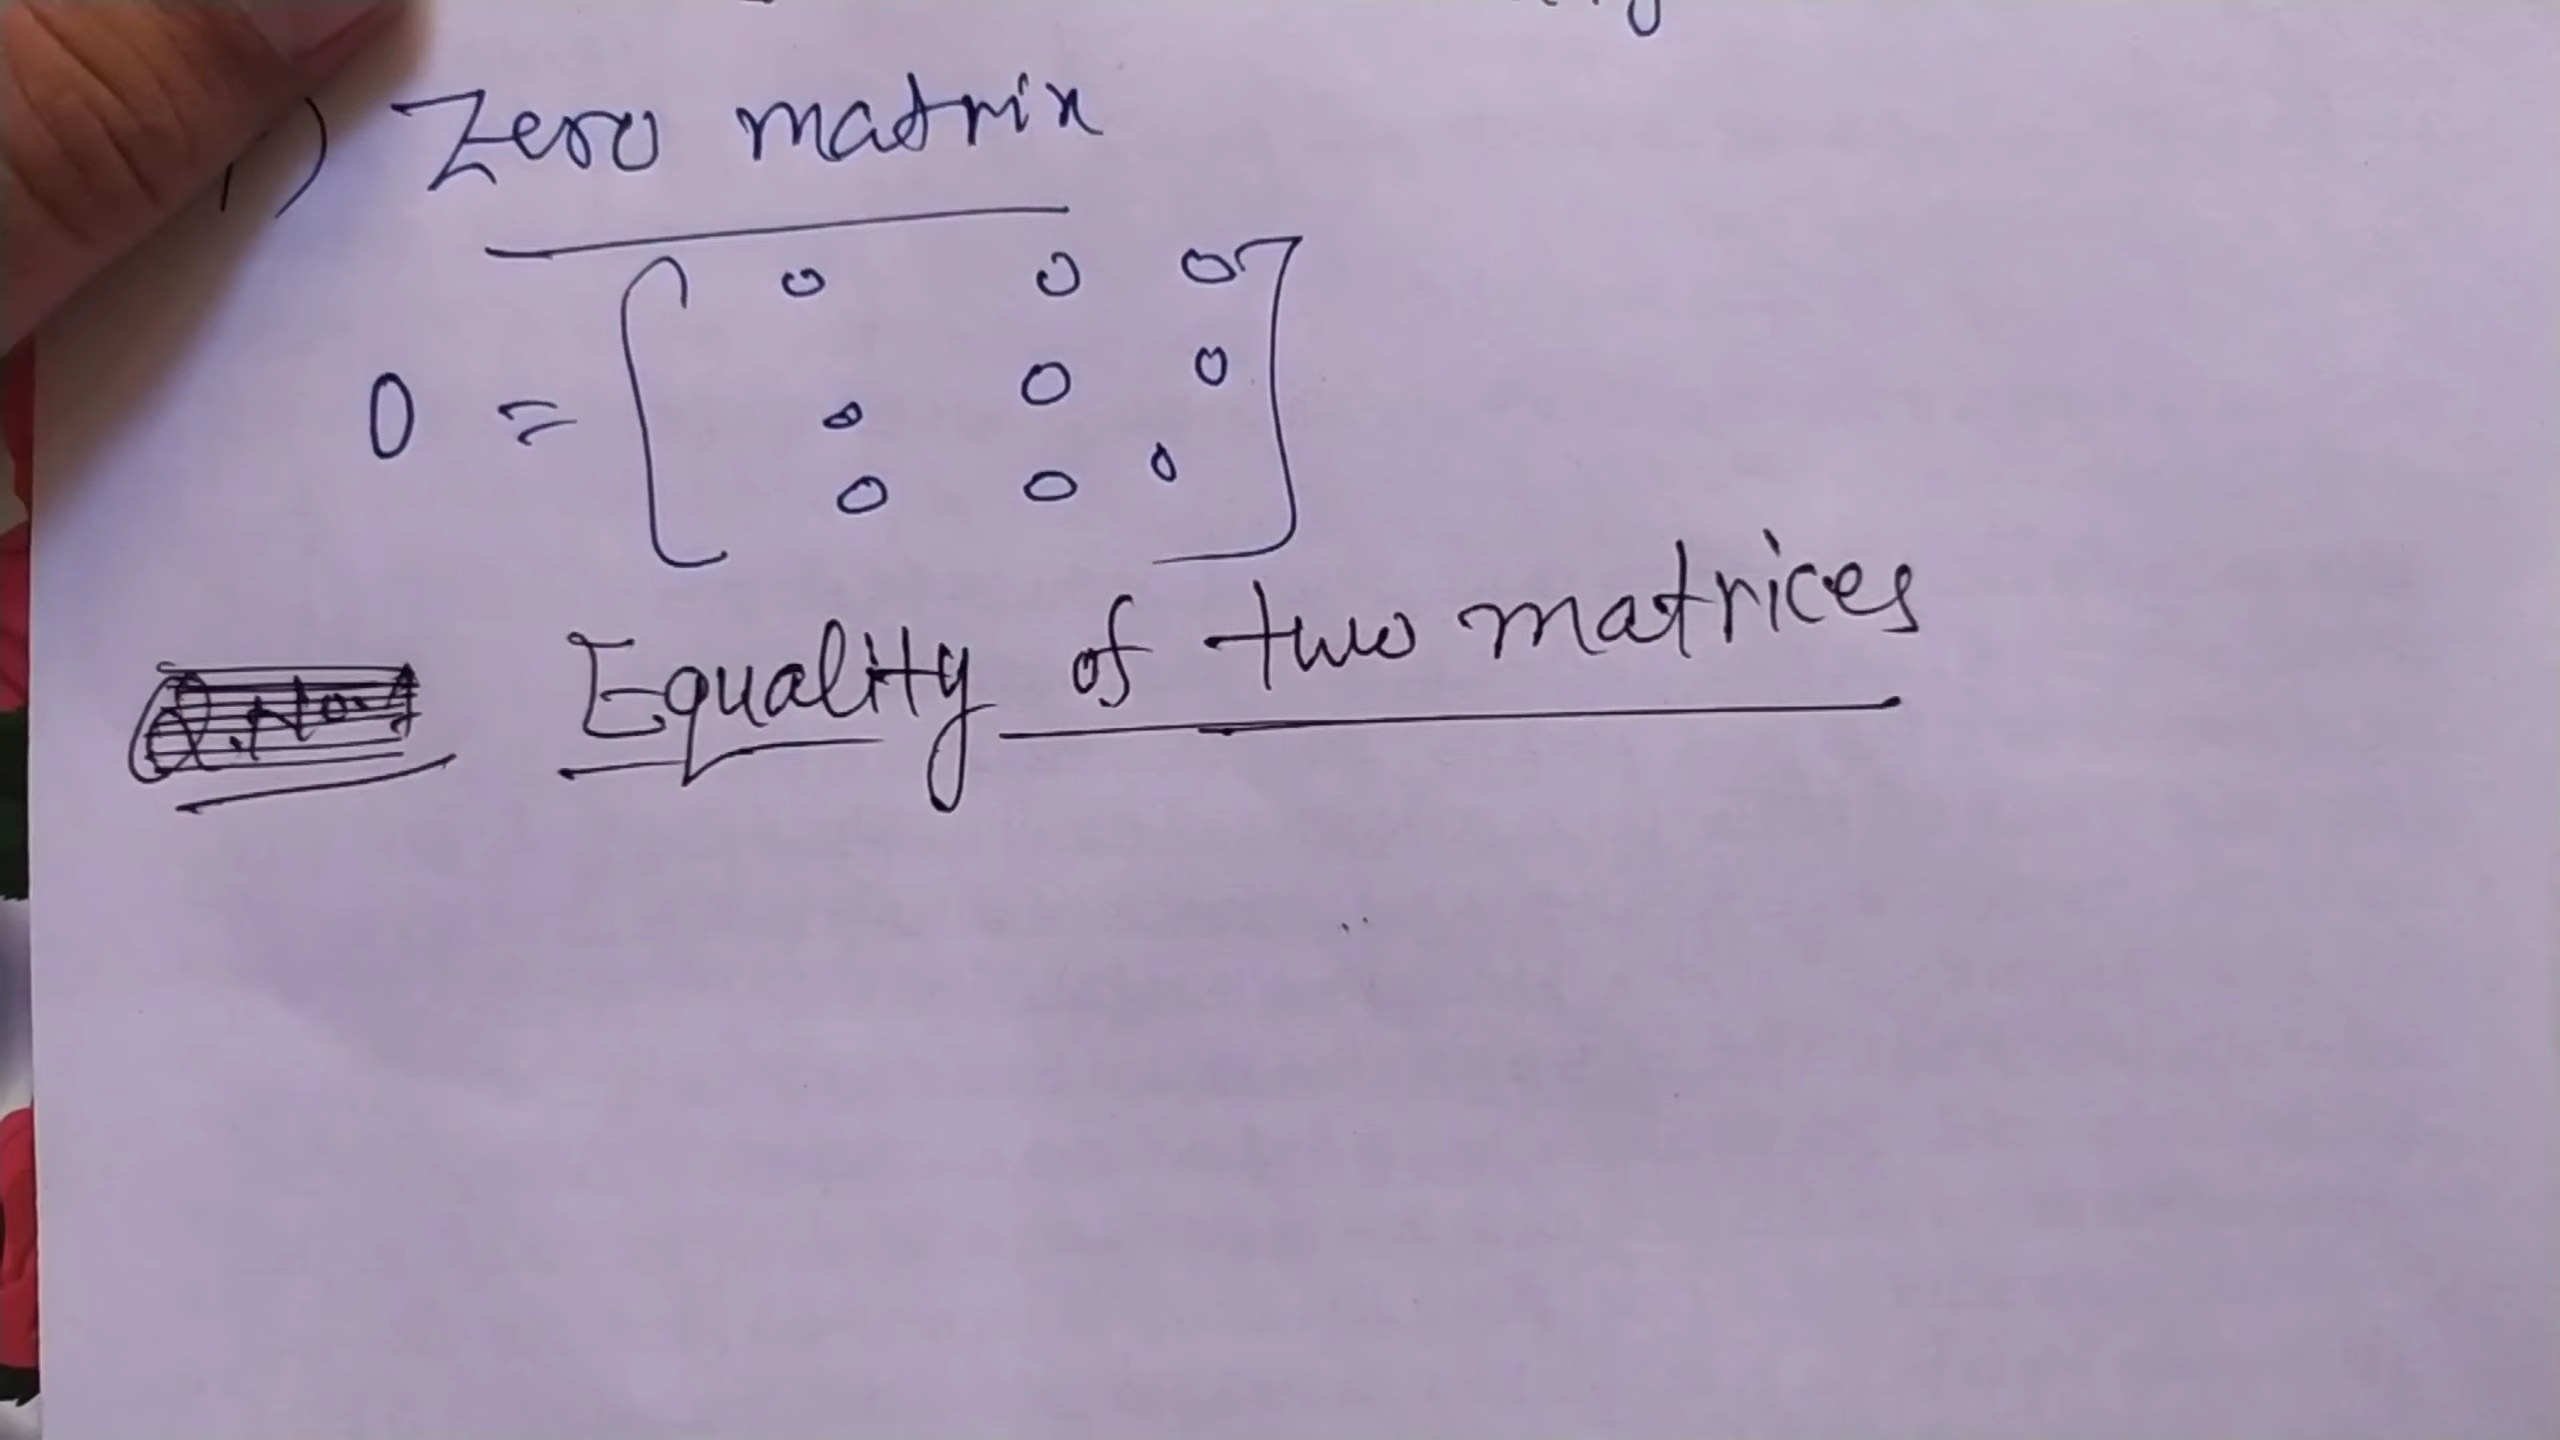 ) Zero matrix
0 = [ 0 0 0
0 0 0
0 0 0 ]
Equality of two matrices